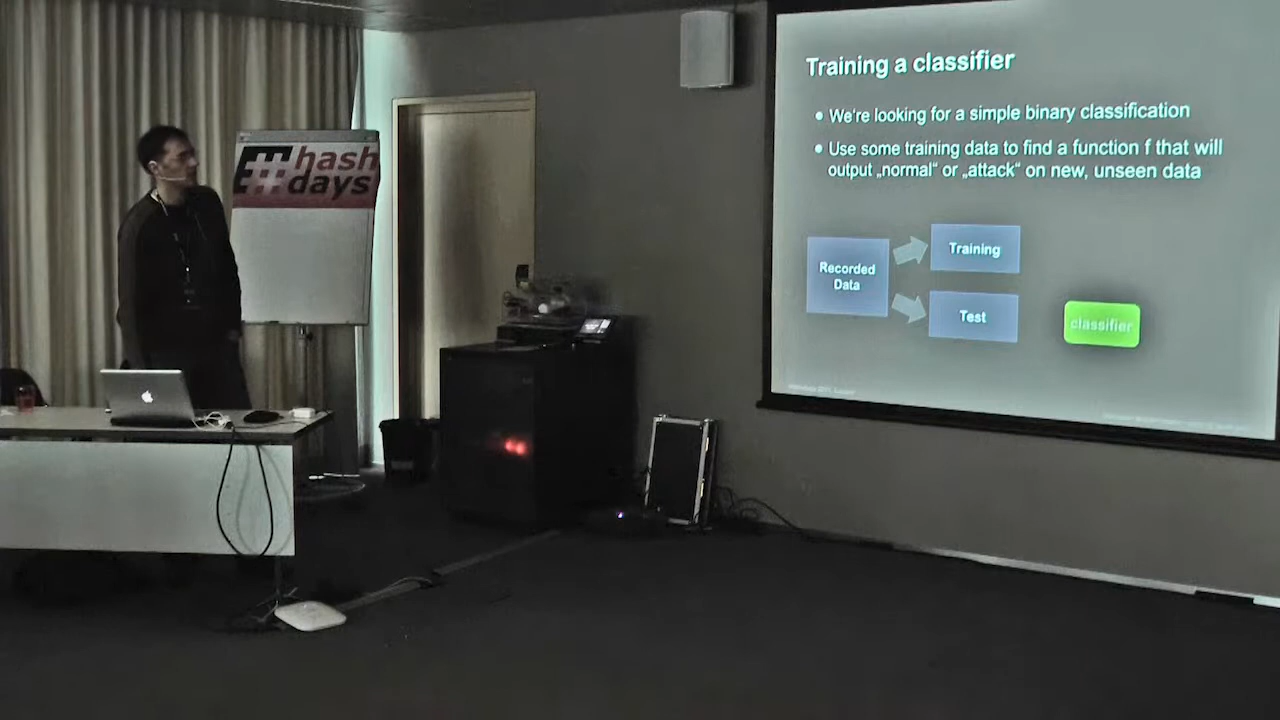 Training a classifier
• We're looking for a simple binary classification
• Use some training data to find a function f that will
output „normal“ or „attack“ on new, unseen data
Recorded
Data
Training
Test
classifier
hash
days